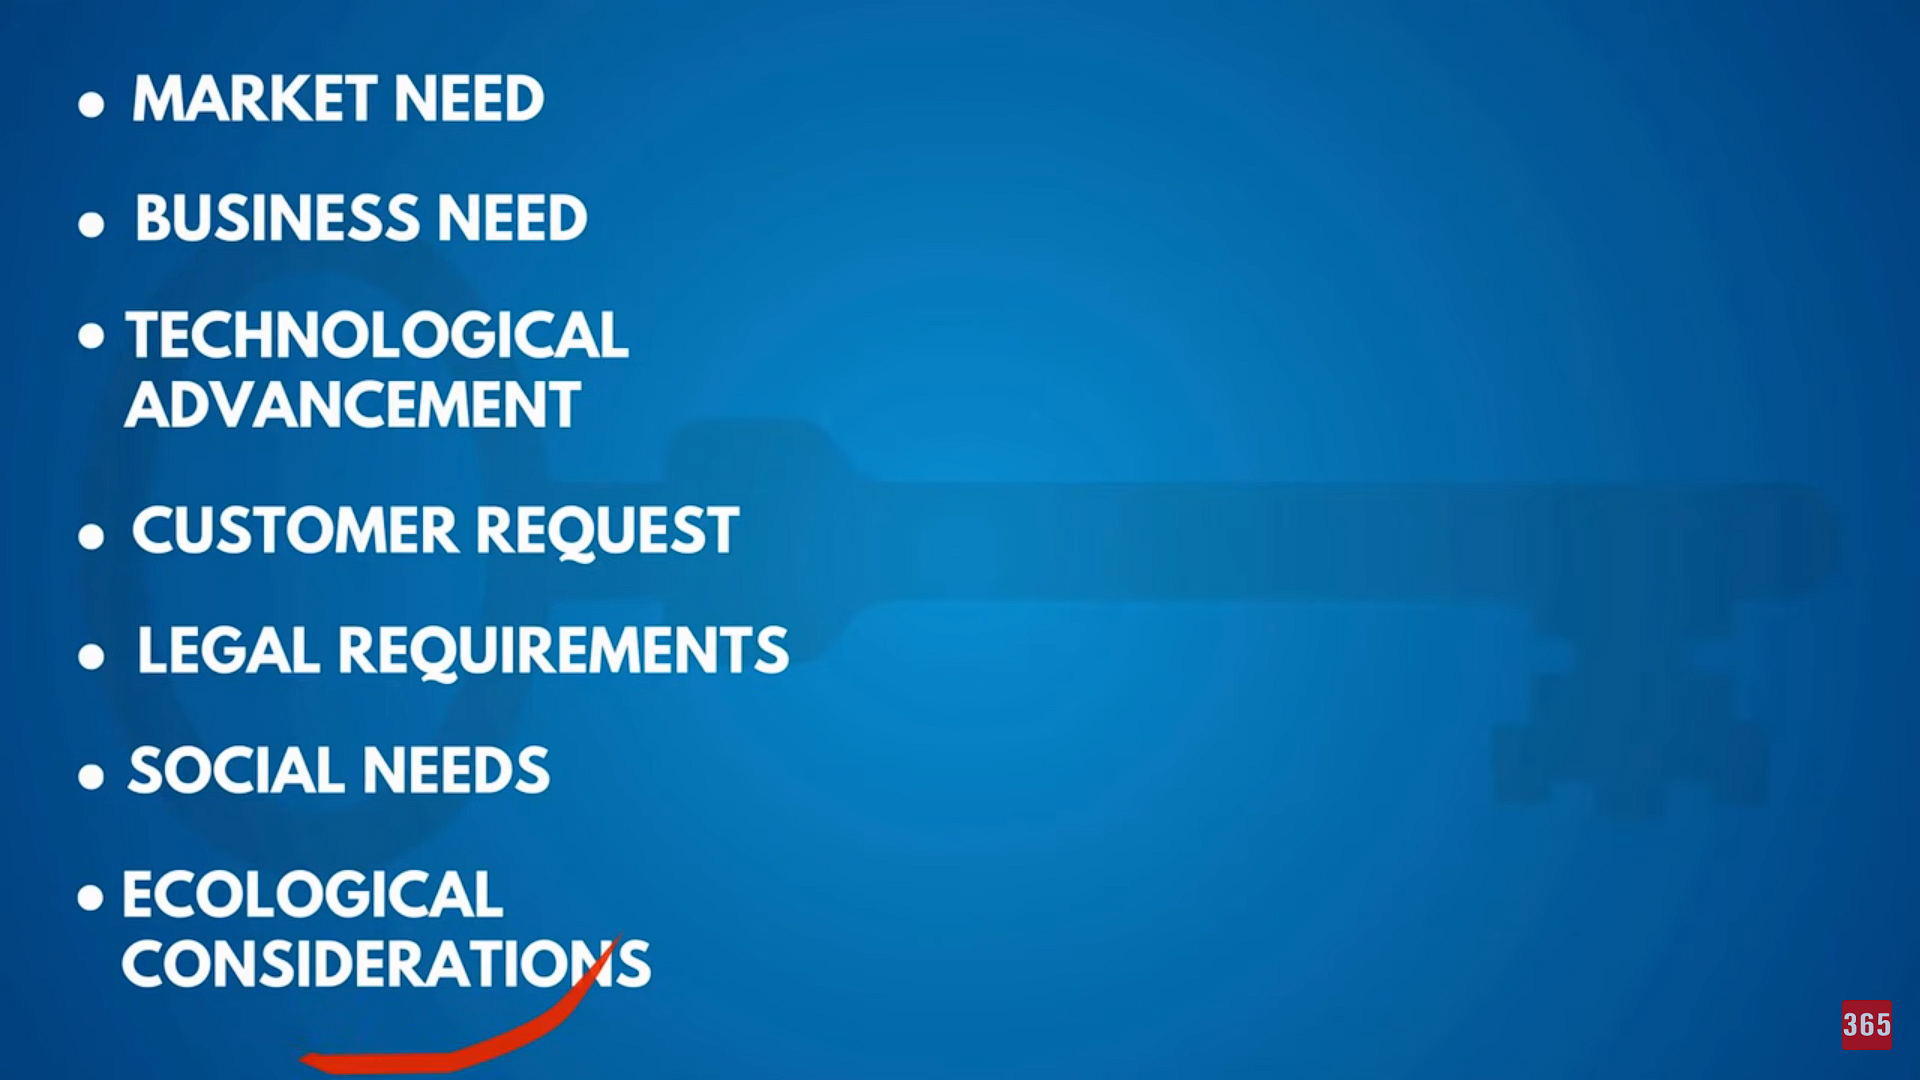 • MARKET NEED
• BUSINESS NEED
• TECHNOLOGICAL
ADVANCEMENT
• CUSTOMER REQUEST
• LEGAL REQUIREMENTS
• SOCIAL NEEDS
• ECOLOGICAL
CONSIDERATIONS
365